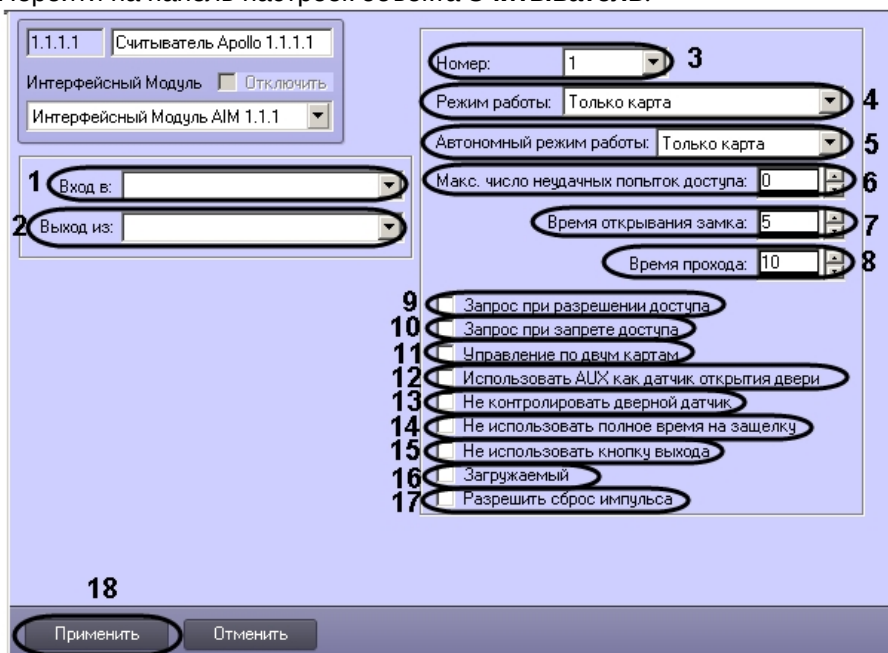 Перейти на панель настроек объекта Считыватель.
1.1.1.1 Считыватель Apollo 1.1.1.1
Интерфейсный Модуль Отключить
Интерфейсный Модуль AIM 1.1.1
1 Вход в:
2 Выход из:
Номер: 1 3
Режим работы: Только карта 4
Автономный режим работы: Только карта 5
Макс. число неудачных попыток доступа: 0 6
Время открывания замка: 5 7
Время прохода: 10 8
9 Запрос при разрешении доступа
10 Запрос при запрете доступа
11 Управление по двум картам
12 Использовать AUX как датчик открытия двери
13 Не контролировать дверной датчик
14 Не использовать полное время на защелку
15 Не использовать кнопку выхода
16 Загружаемый
17 Разрешить сброс импульса
18
Применить Отменить